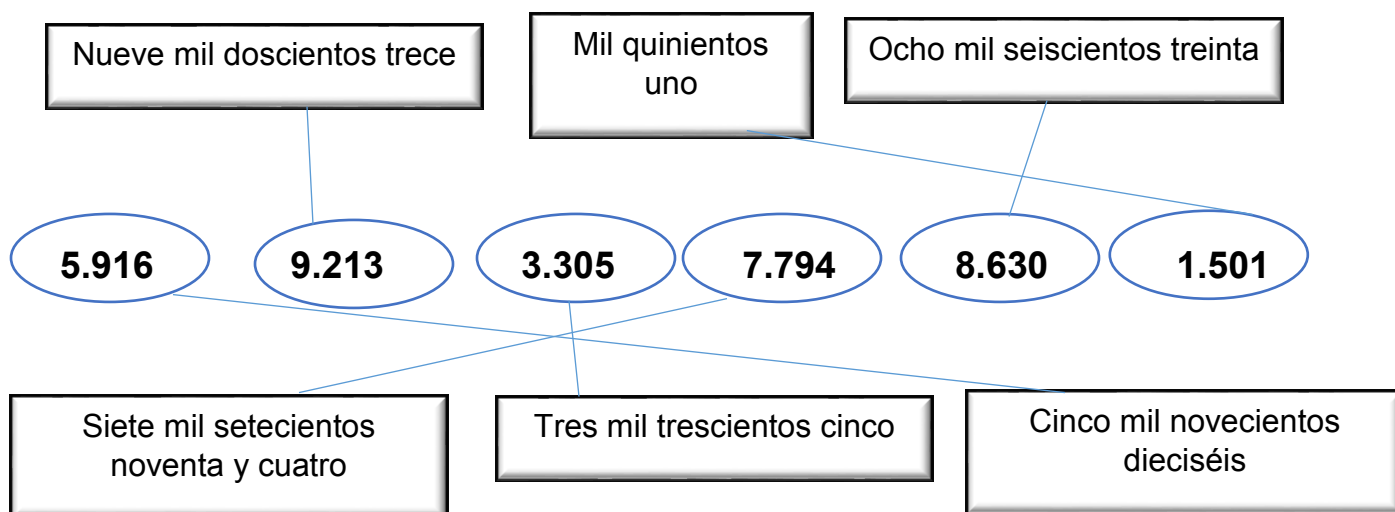 Nueve mil doscientos trece
Mil quinientos
uno
Ocho mil seiscientos treinta
5.916
9.213
3.305
7.794
8.630
1.501
Siete mil setecientos
noventa y cuatro
Tres mil trescientos cinco
Cinco mil novecientos
dieciséis